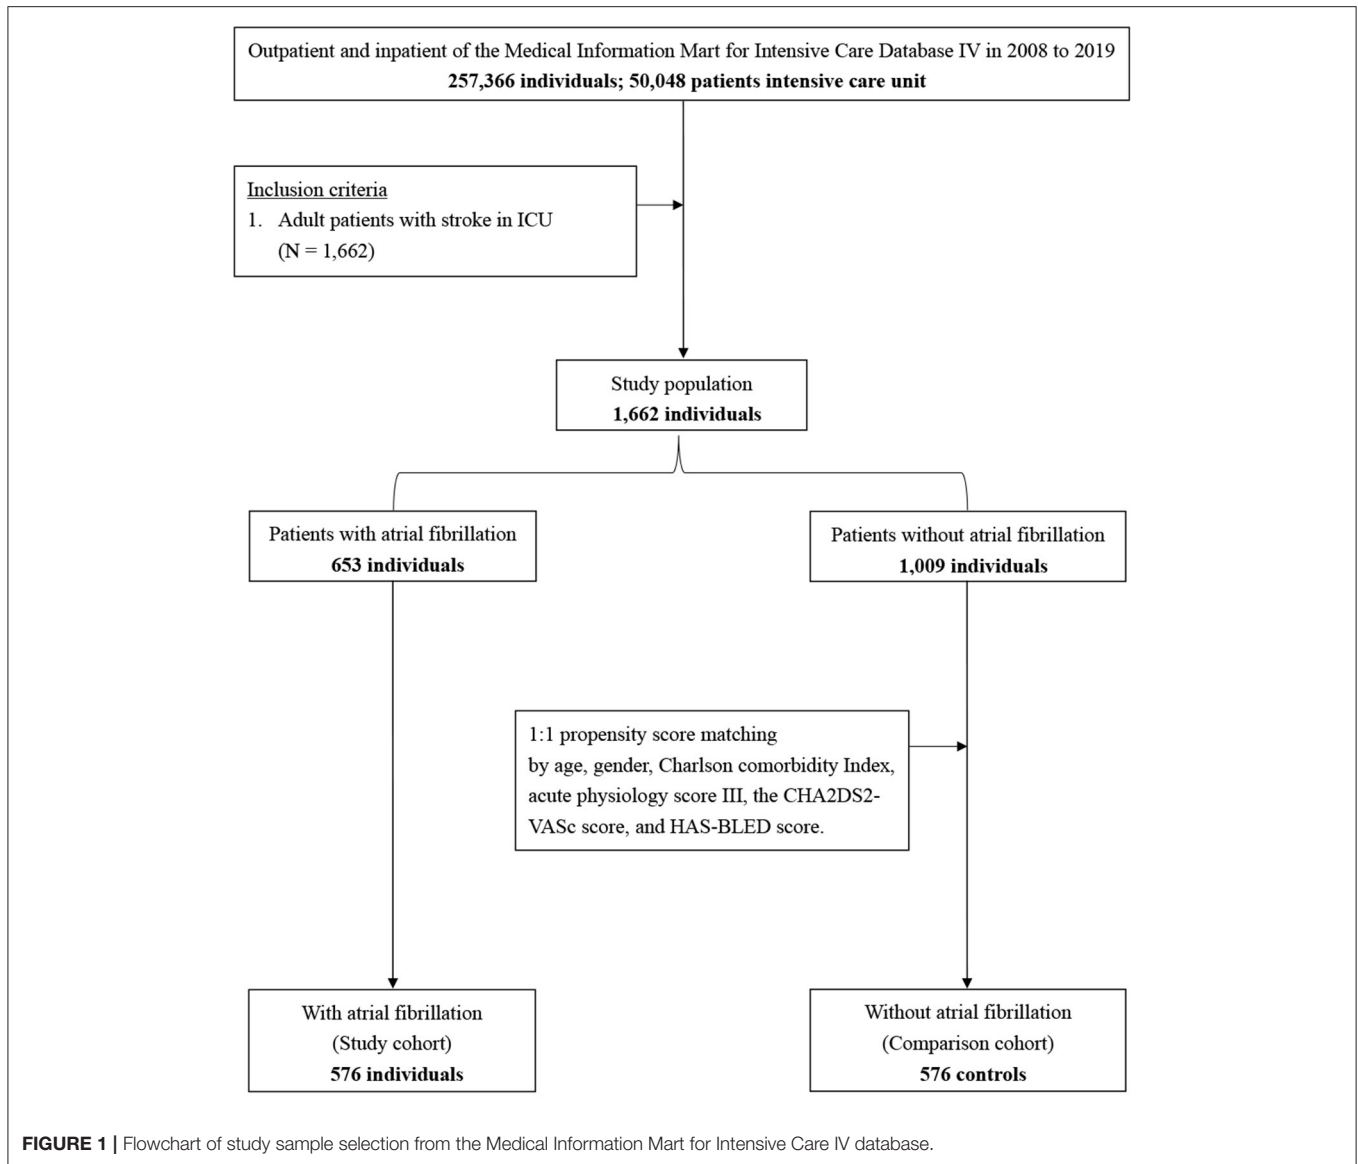 Outpatient and inpatient of the Medical Information Mart for Intensive Care Database IV in 2008 to 2019
257,366 individuals; 50,048 patients intensive care unit
Inclusion criteria
1. Adult patients with stroke in ICU
(N = 1,662)
Study population
1,662 individuals
Patients with atrial fibrillation
653 individuals
Patients without atrial fibrillation
1,009 individuals
1:1 propensity score matching
by age, gender, Charlson comorbidity Index,
acute physiology score III, the CHA2DS2-
VASc score, and HAS-BLED score.
With atrial fibrillation
(Study cohort)
576 individuals
Without atrial fibrillation
(Comparison cohort)
576 controls
FIGURE 1 | Flowchart of study sample selection from the Medical Information Mart for Intensive Care IV database.